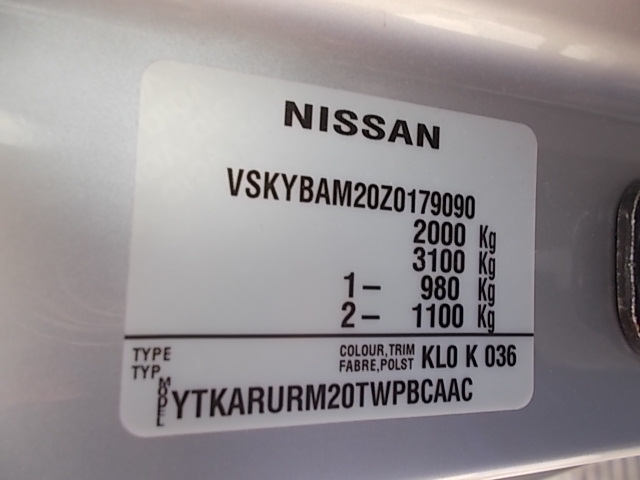 NISSAN
VSKYBAM20Z0179090
2000 Kg
3100 Kg
1- 980 Kg
2- 1100 Kg
TYPE COLOUR,TRIM KL0 K 036
TYP. FABRE,POLST
MODEL YTKARURM20TWPBCAAC